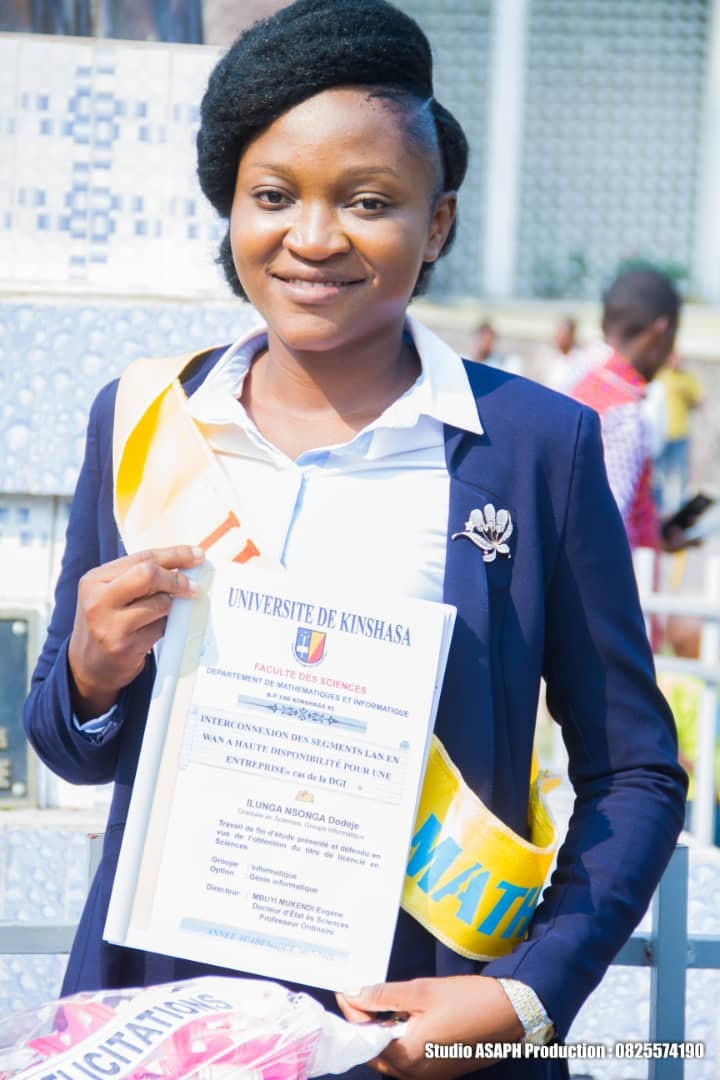 UNIVERSITE DE KINSHASA
FACULTE DES SCIENCES
DEPARTEMENT DE MATHEMATIQUES ET INFORMATIQUE
B.P. 190 KINSHASA XI
INTERCONNEXION DES SEGMENTS LAN EN
WAN A HAUTE DISPONIBILITÉ POUR UNE
ENTREPRISE« cas de la DGI
ILUNGA NSONGA Dodeje
Graduée en Sciences, Groupe Informatique
Travail de fin d'étude présenté et défendu en
vue de l'obtention du titre de licencié en
Sciences
Groupe : Informatique
Option : Génie informatique
Directeur : MBUYI MUKENDI Eugène
Docteur d'État ès Sciences
Professeur Ordinaire
ANNEE ACADEMIQUE
MATH
LICITATIONS
Studio ASAPH Production : 0825574190